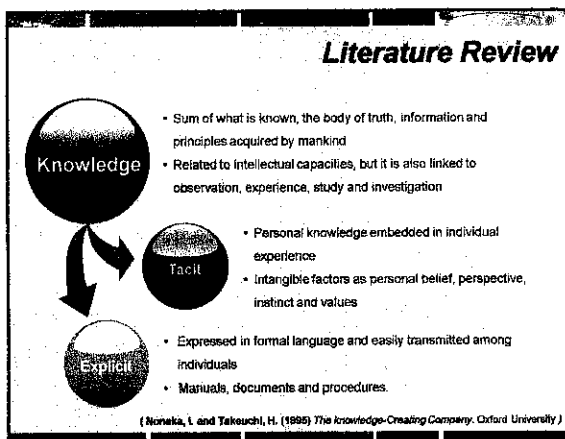 Literature Review
Knowledge
• Sum of what is known, the body of truth, information and
principles acquired by mankind
• Related to intellectual capacities, but it is also linked to
observation, experience, study and investigation
Tacit
• Personal knowledge embedded in individual
experience
• Intangible factors as personal belief, perspective,
instinct and values
Explicit
• Expressed in formal language and easily transmitted among
individuals
• Manuals, documents and procedures.
( Nonaka, I. and Takeuchi, H. (1995) The knowledge-Creating Company. Oxford University )